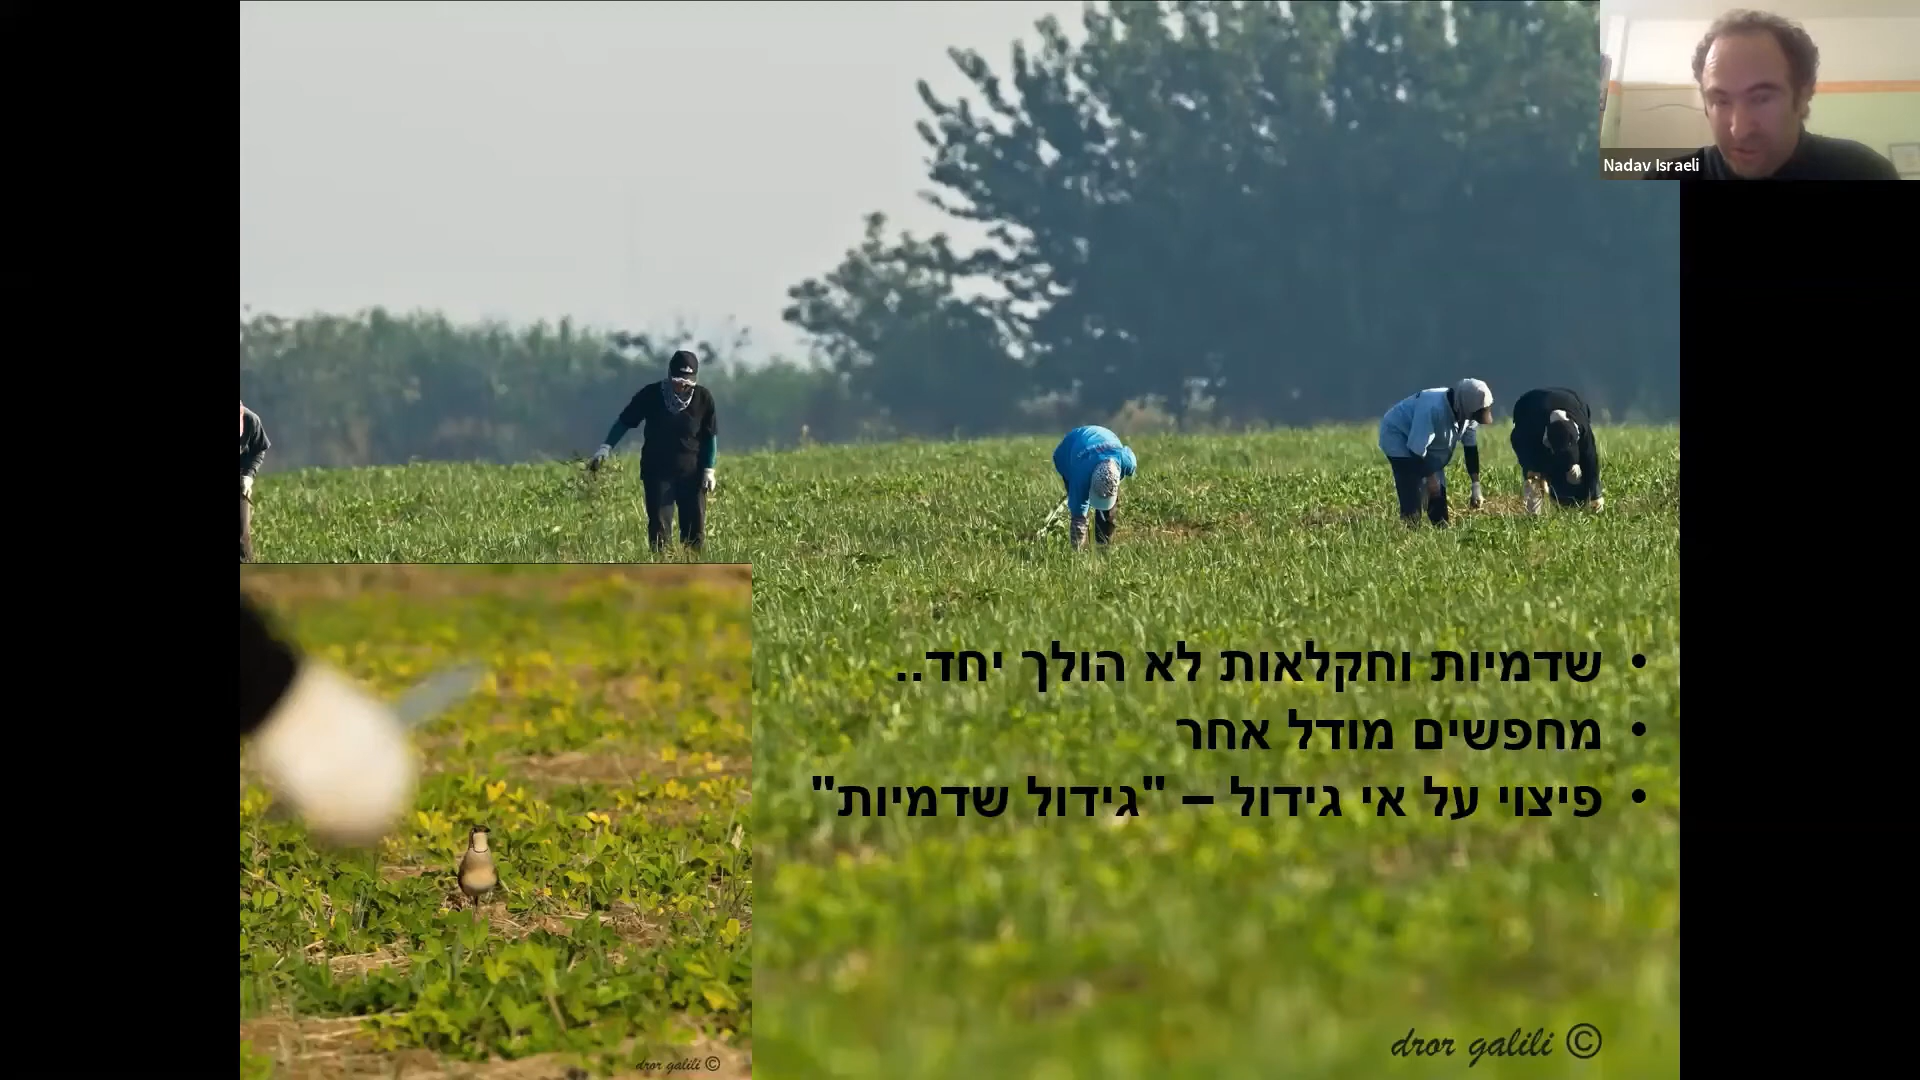 Nadav Israeli
• שדמיות וחקלאות לא הולך יחד..
• מחפשים מודל אחר
• פיצוי על אי גידול – "גידול שדמיות"
dror galili ©
dror galili ©